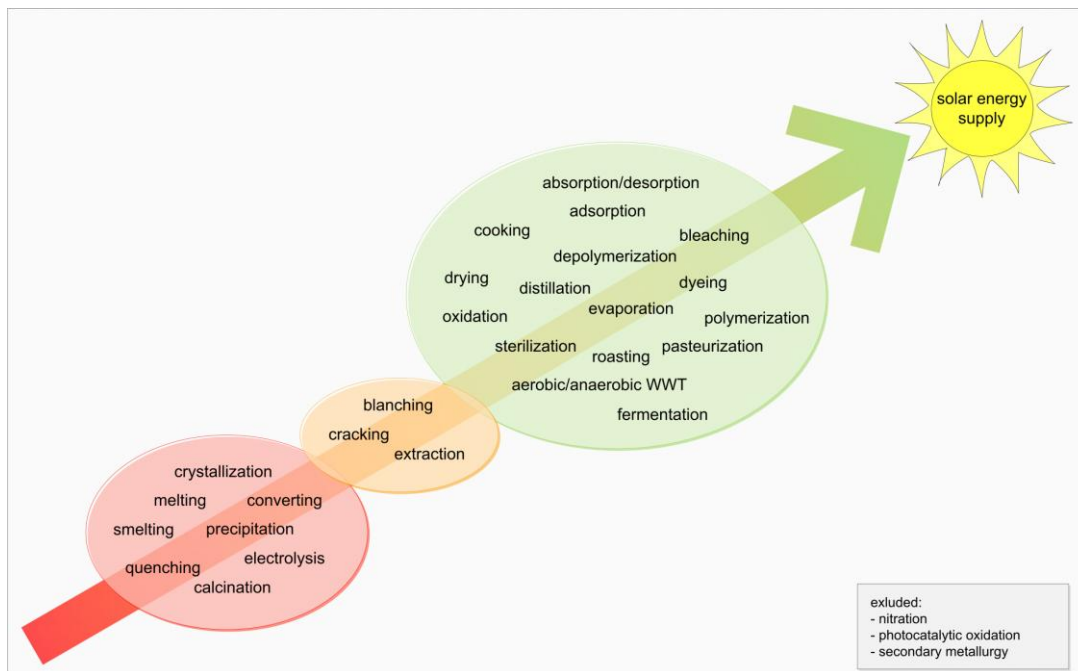 solar energy
supply
absorption/desorption
adsorption
cooking
bleaching
depolymerization
drying
distillation
dyeing
evaporation
oxidation
polymerization
sterilization
roasting
pasteurization
aerobic/anaerobic WWT
fermentation
blanching
cracking
extraction
crystallization
melting
converting
smelting
precipitation
electrolysis
quenching
calcination
exluded:
- nitration
- photocatalytic oxidation
- secondary metallurgy